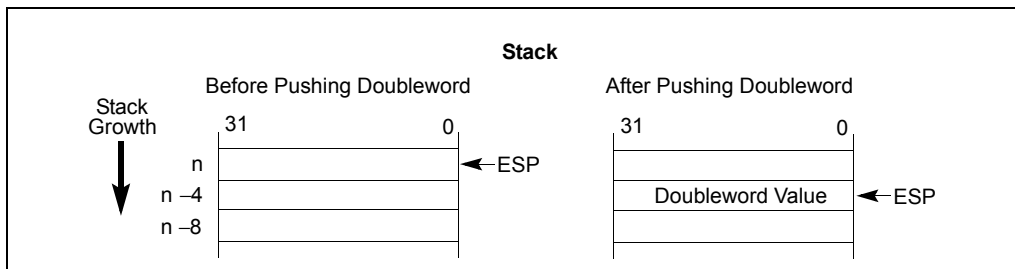 Stack
Before Pushing Doubleword
After Pushing Doubleword
Stack
Growth
31
0
31
0
n
ESP
n –4
Doubleword Value
ESP
n –8